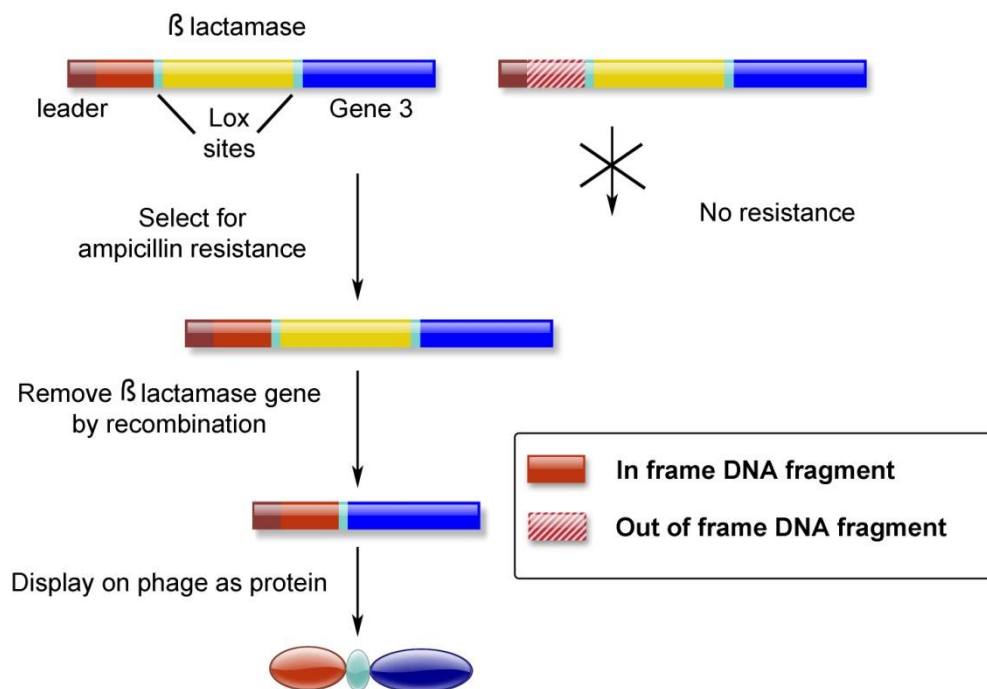 ß lactamase
leader
Lox
sites
Gene 3
Select for
ampicillin resistance
No resistance
Remove ß lactamase gene
by recombination
In frame DNA fragment
Out of frame DNA fragment
Display on phage as protein